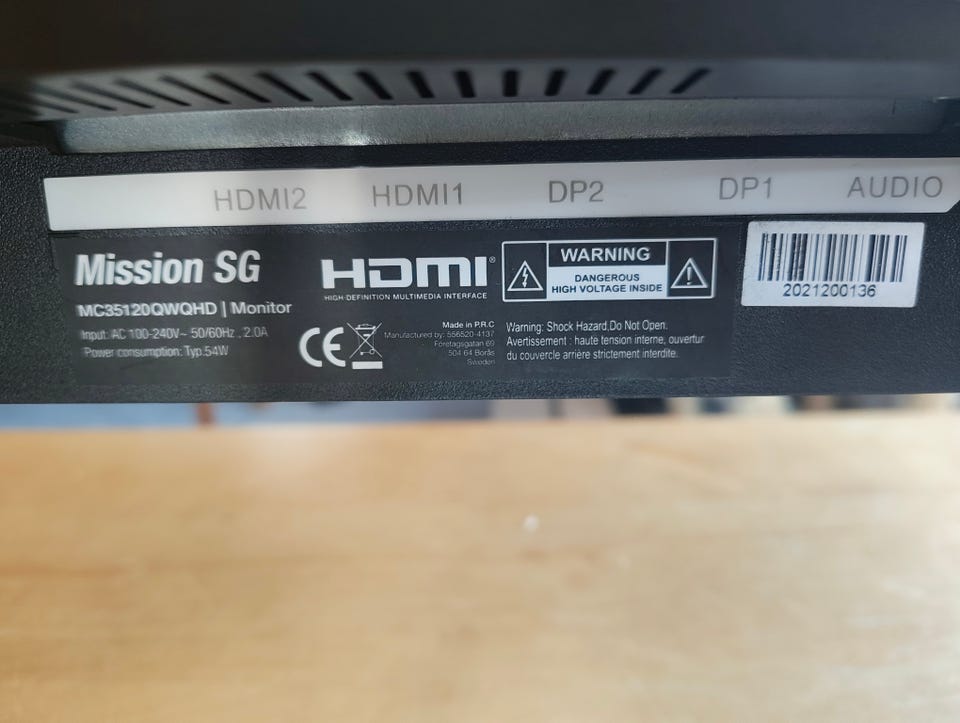 HDMI2 HDMI1 DP2 DP1 AUDIO
Mission SG
MC35120QWQHD | Monitor
Input: AC 100-240V~ 50/60Hz , 2.0A
Power consumption: Typ.54W
HDMI®
HIGH-DEFINITION MULTIMEDIA INTERFACE
CE
Made in P.R.C
Manufactured by: 556520-4137
Företagsgatan 69
504 64 Borås
Sweden
WARNING
DANGEROUS
HIGH VOLTAGE INSIDE
Warning: Shock Hazard,Do Not Open.
Avertissement : haute tension interne, ouvertur
du couvercle arrière strictement interdite.
2021200136